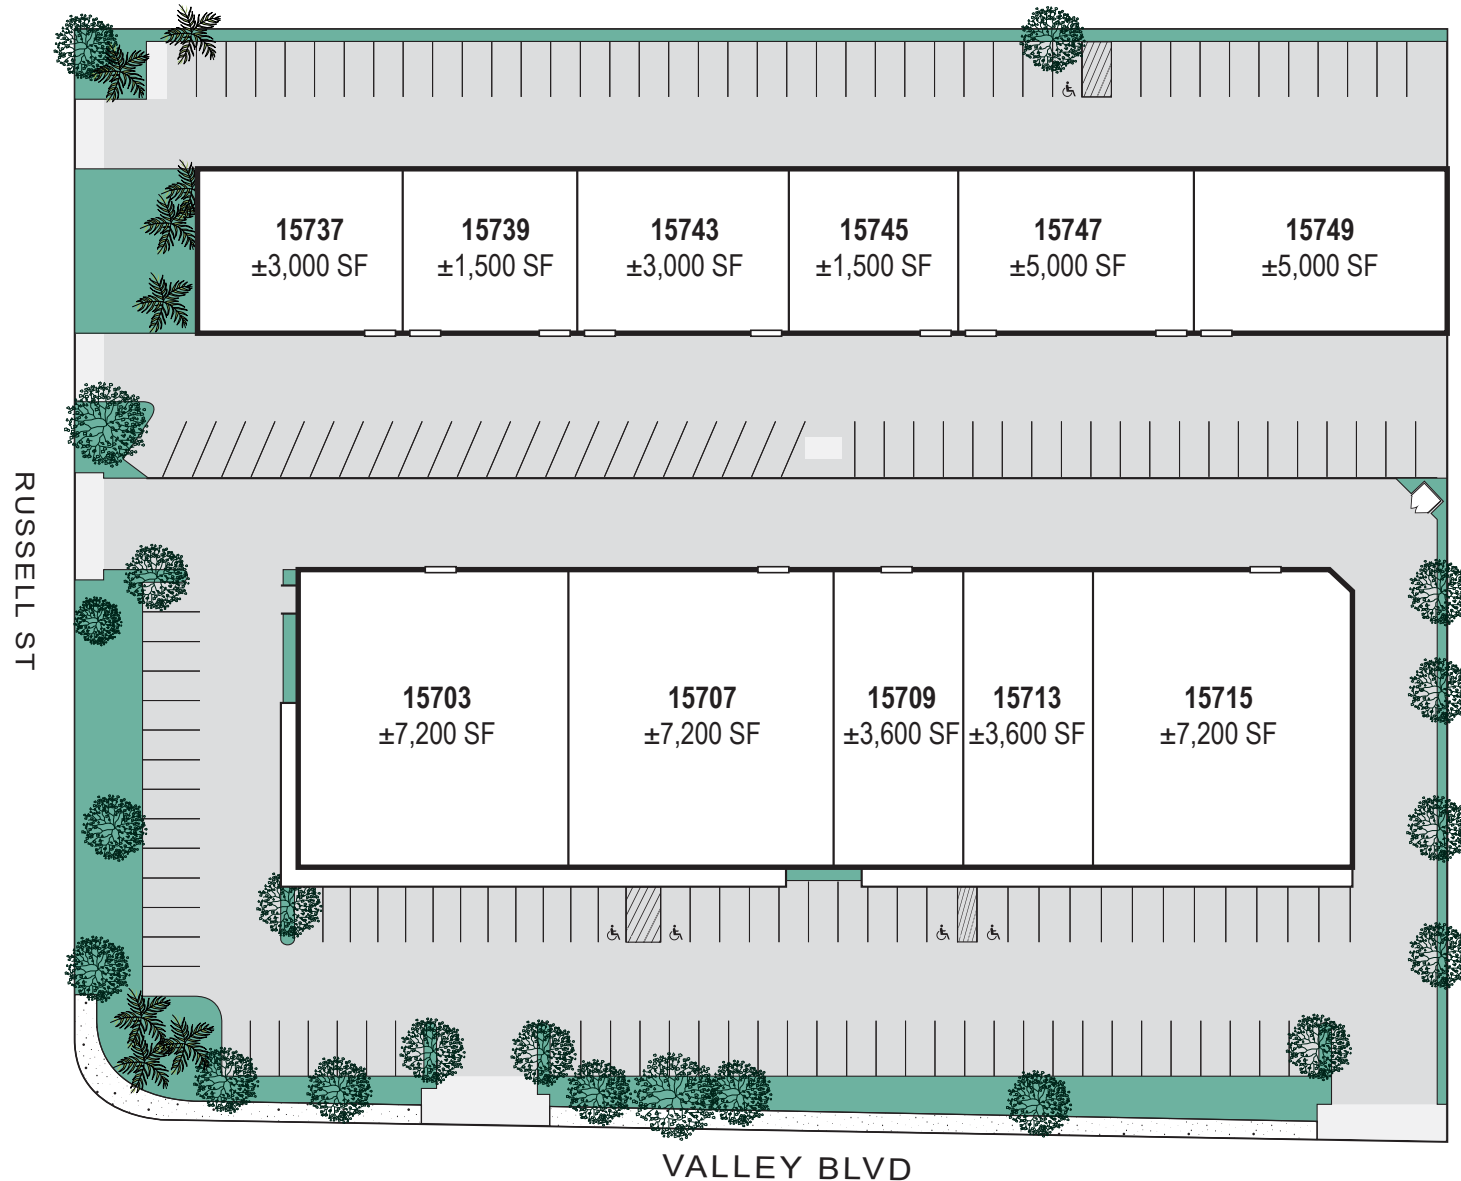 15737
±3,000 SF
15739
±1,500 SF
15743
±3,000 SF
15745
±1,500 SF
15747
±5,000 SF
15749
±5,000 SF
RUSSELL ST
15703
±7,200 SF
15707
±7,200 SF
15709
±3,600 SF
15713
±3,600 SF
15715
±7,200 SF
VALLEY BLVD